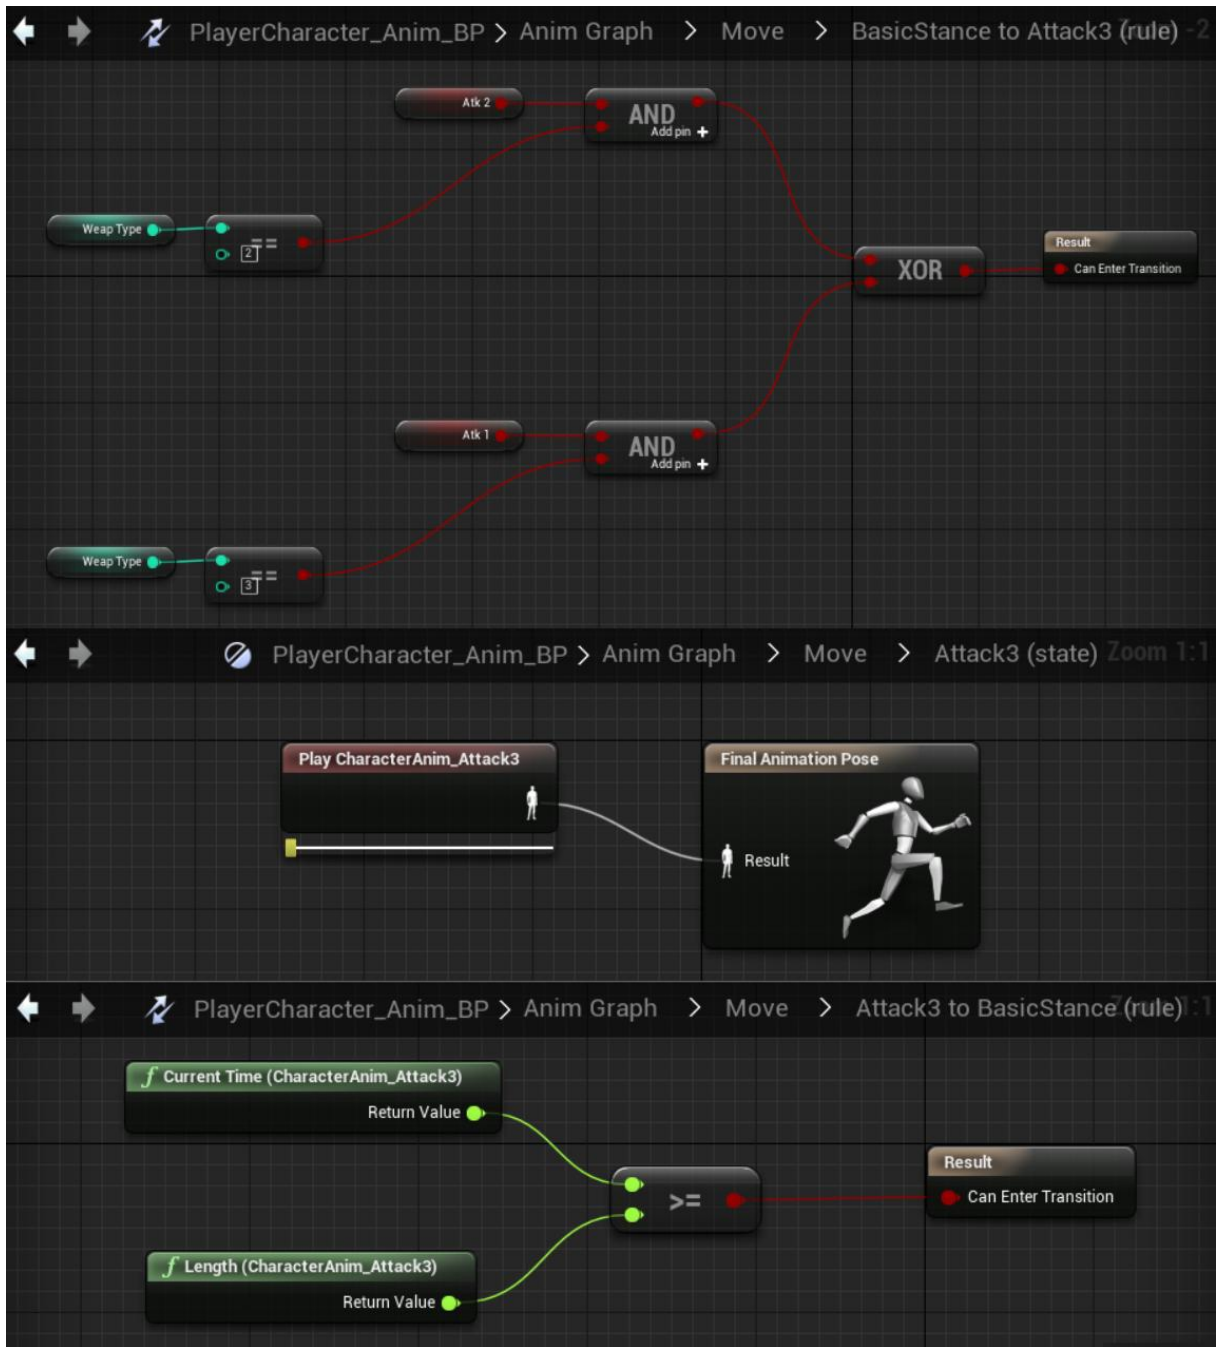 PlayerCharacter_Anim_BP > Anim Graph > Move > BasicStance to Attack3 (rule)
Atk 2
AND
Add pin +
Weap Type
==
2
XOR
Result
Can Enter Transition
Atk 1
AND
Add pin +
Weap Type
==
3
PlayerCharacter_Anim_BP > Anim Graph > Move > Attack3 (state) Zoom 1:1
Play CharacterAnim_Attack3
Final Animation Pose
Result
PlayerCharacter_Anim_BP > Anim Graph > Move > Attack3 to BasicStance (rule)
f Current Time (CharacterAnim_Attack3)
Return Value
>=
Result
Can Enter Transition
f Length (CharacterAnim_Attack3)
Return Value